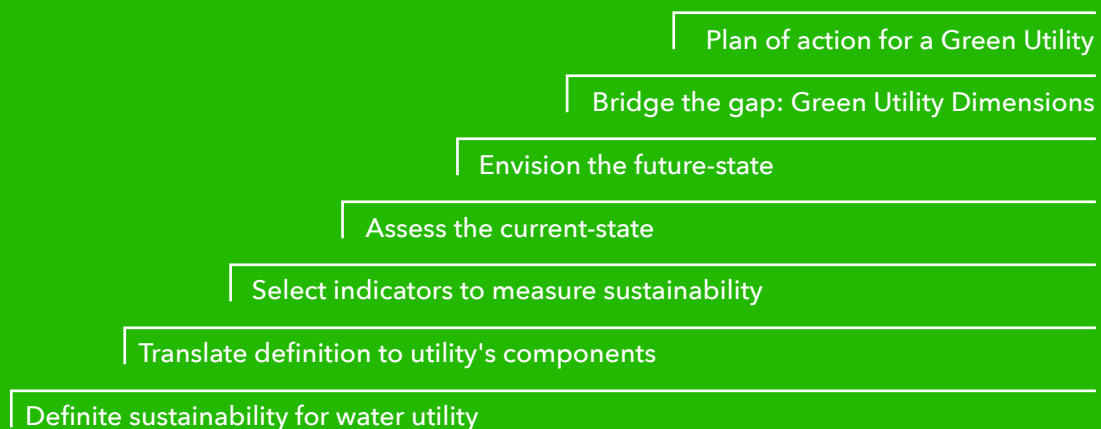 Plan of action for a Green Utility
Bridge the gap: Green Utility Dimensions
Envision the future-state
Assess the current-state
Select indicators to measure sustainability
Translate definition to utility's components
Definite sustainability for water utility